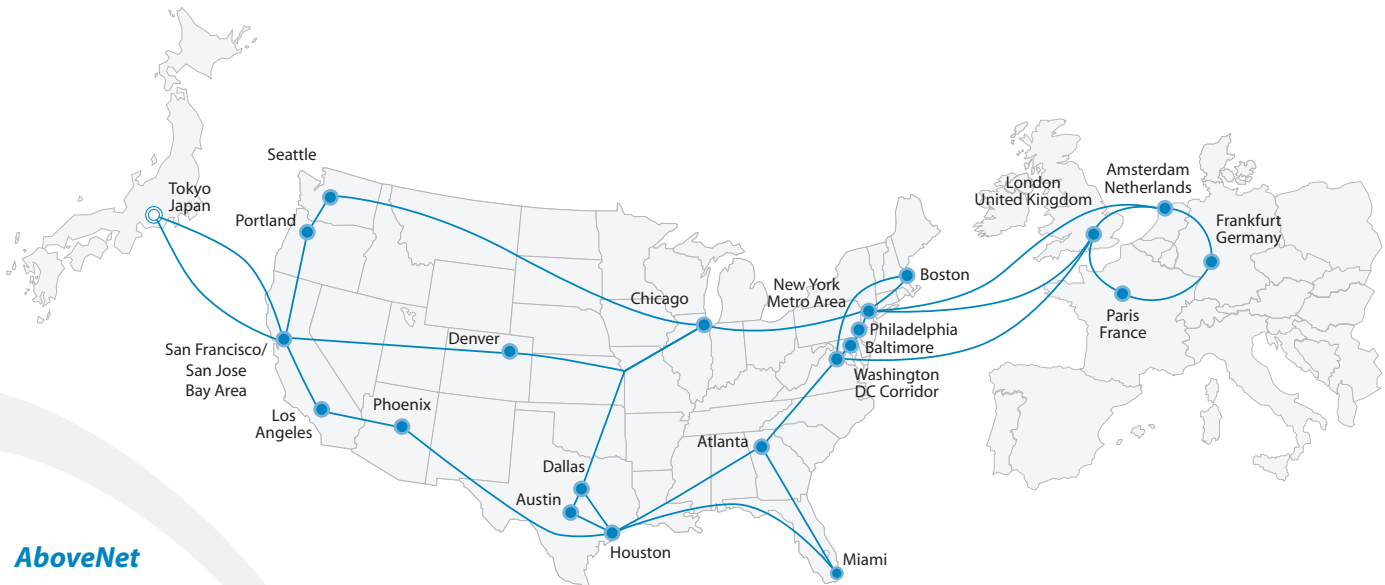 Seattle
Tokyo
Japan
Portland
San Francisco/
San Jose
Bay Area
Los
Angeles
Phoenix
Denver
Chicago
Dallas
Austin
Houston
Atlanta
Miami
New York
Metro Area
Boston
Philadelphia
Baltimore
Washington
DC Corridor
London
United Kingdom
Amsterdam
Netherlands
Frankfurt
Germany
Paris
France
AboveNet